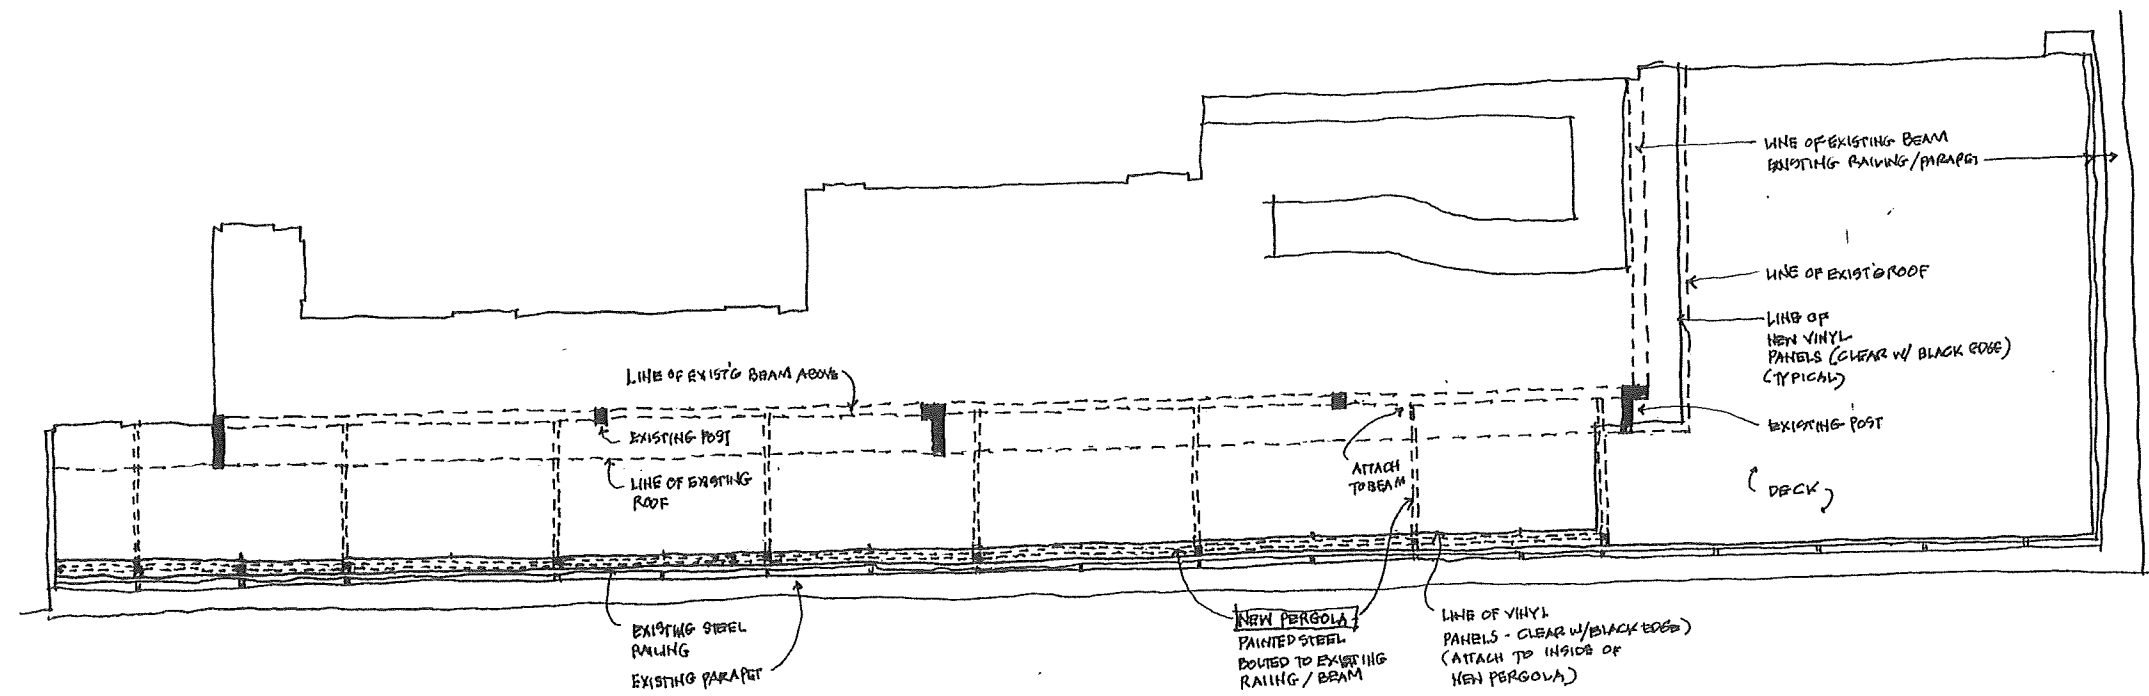 LINE OF EXISTING BEAM
EXISTING RAILING/PARAPET
LINE OF EXIST'G ROOF
LINE OF
NEW VINYL
PANELS (CLEAR W/ BLACK EDGE)
(TYPICAL)
EXISTING POST
DECK
LINE OF EXIST'G BEAM ABOVE
EXISTING POST
LINE OF EXISTING
ROOF
ATTACH
TO BEAM
EXISTING STEEL
RAILING
EXISTING PARAPET
NEW PERGOLA
PAINTED STEEL
BOLTED TO EXISTING
RAILING / BEAM
LINE OF VINYL
PANELS - CLEAR W/BLACK EDGE)
(ATTACH TO INSIDE OF
NEW PERGOLA)